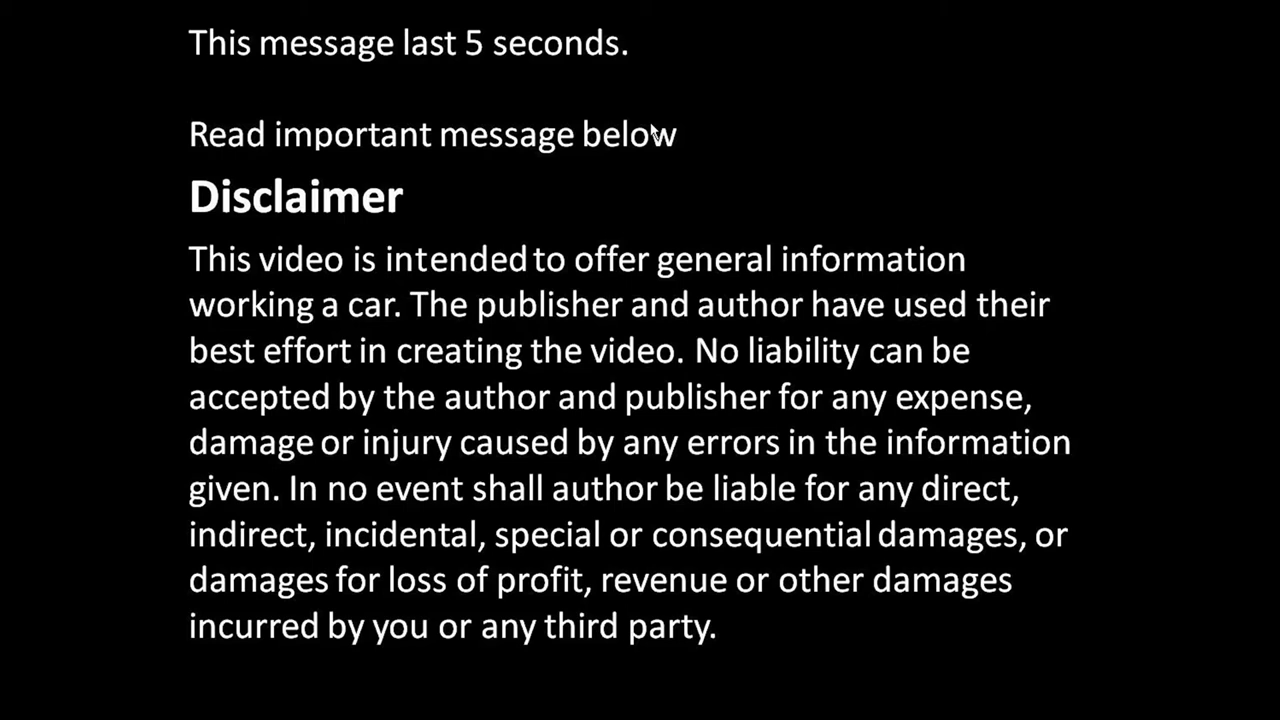 This message last 5 seconds.
Read important message below
Disclaimer
This video is intended to offer general information
working a car. The publisher and author have used their
best effort in creating the video. No liability can be
accepted by the author and publisher for any expense,
damage or injury caused by any errors in the information
given. In no event shall author be liable for any direct,
indirect, incidental, special or consequential damages, or
damages for loss of profit, revenue or other damages
incurred by you or any third party.